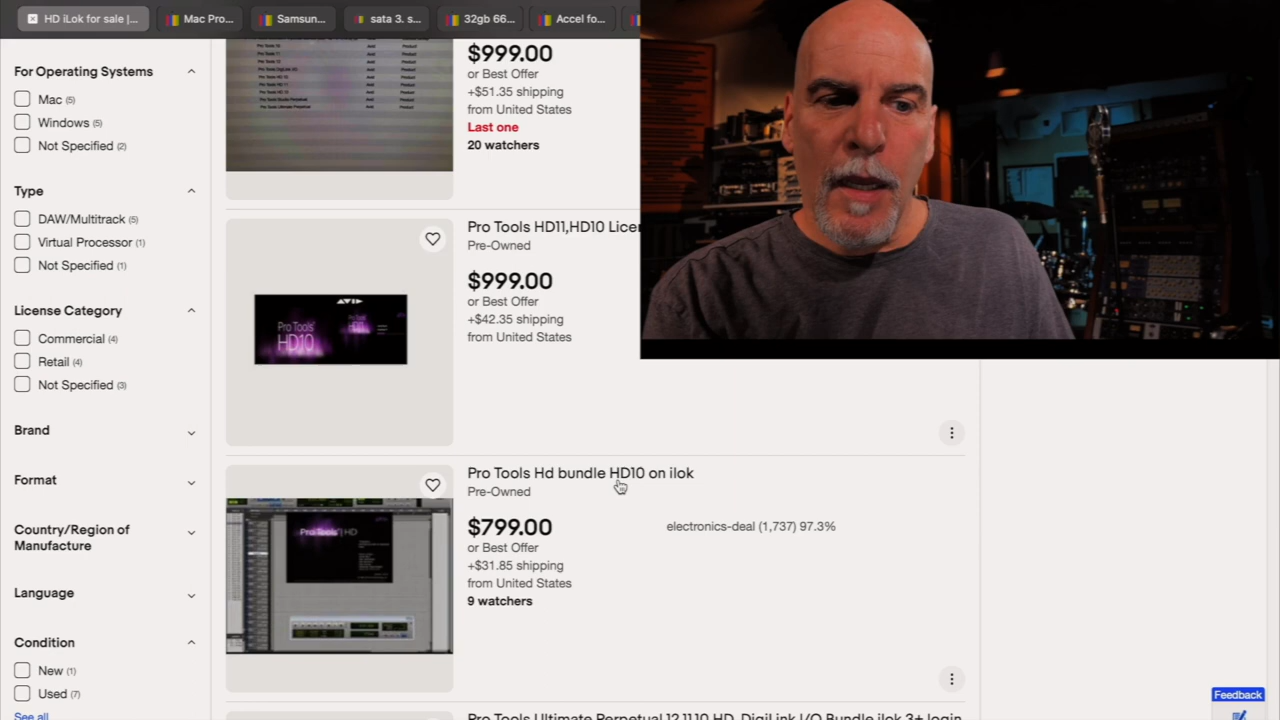 HD iLok for sale |...
Mac Pro...
Samsun...
sata 3. s...
32gb 66...
Accel fo...
For Operating Systems
Mac (5)
Windows (5)
Not Specified (2)
Type
DAW/Multitrack (5)
Virtual Processor (1)
Not Specified (1)
License Category
Commercial (4)
Retail (4)
Not Specified (3)
Brand
Format
Country/Region of
Manufacture
Language
Condition
New (1)
Used (7)
See all
$999.00
or Best Offer
+$51.35 shipping
from United States
Last one
20 watchers
Pro Tools HD11,HD10 Licen
Pre-Owned
$999.00
or Best Offer
+$42.35 shipping
from United States
AVID
Pro Tools
HD10
Pro Tools Hd bundle HD10 on ilok
Pre-Owned
$799.00
or Best Offer
+$31.85 shipping
from United States
9 watchers
electronics-deal (1,737) 97.3%
Pro Tools HD
Pro Tools Ultimate Perpetual 12,11,10 HD, DigiLink I/O Bundle ilok 3+ login
Feedback